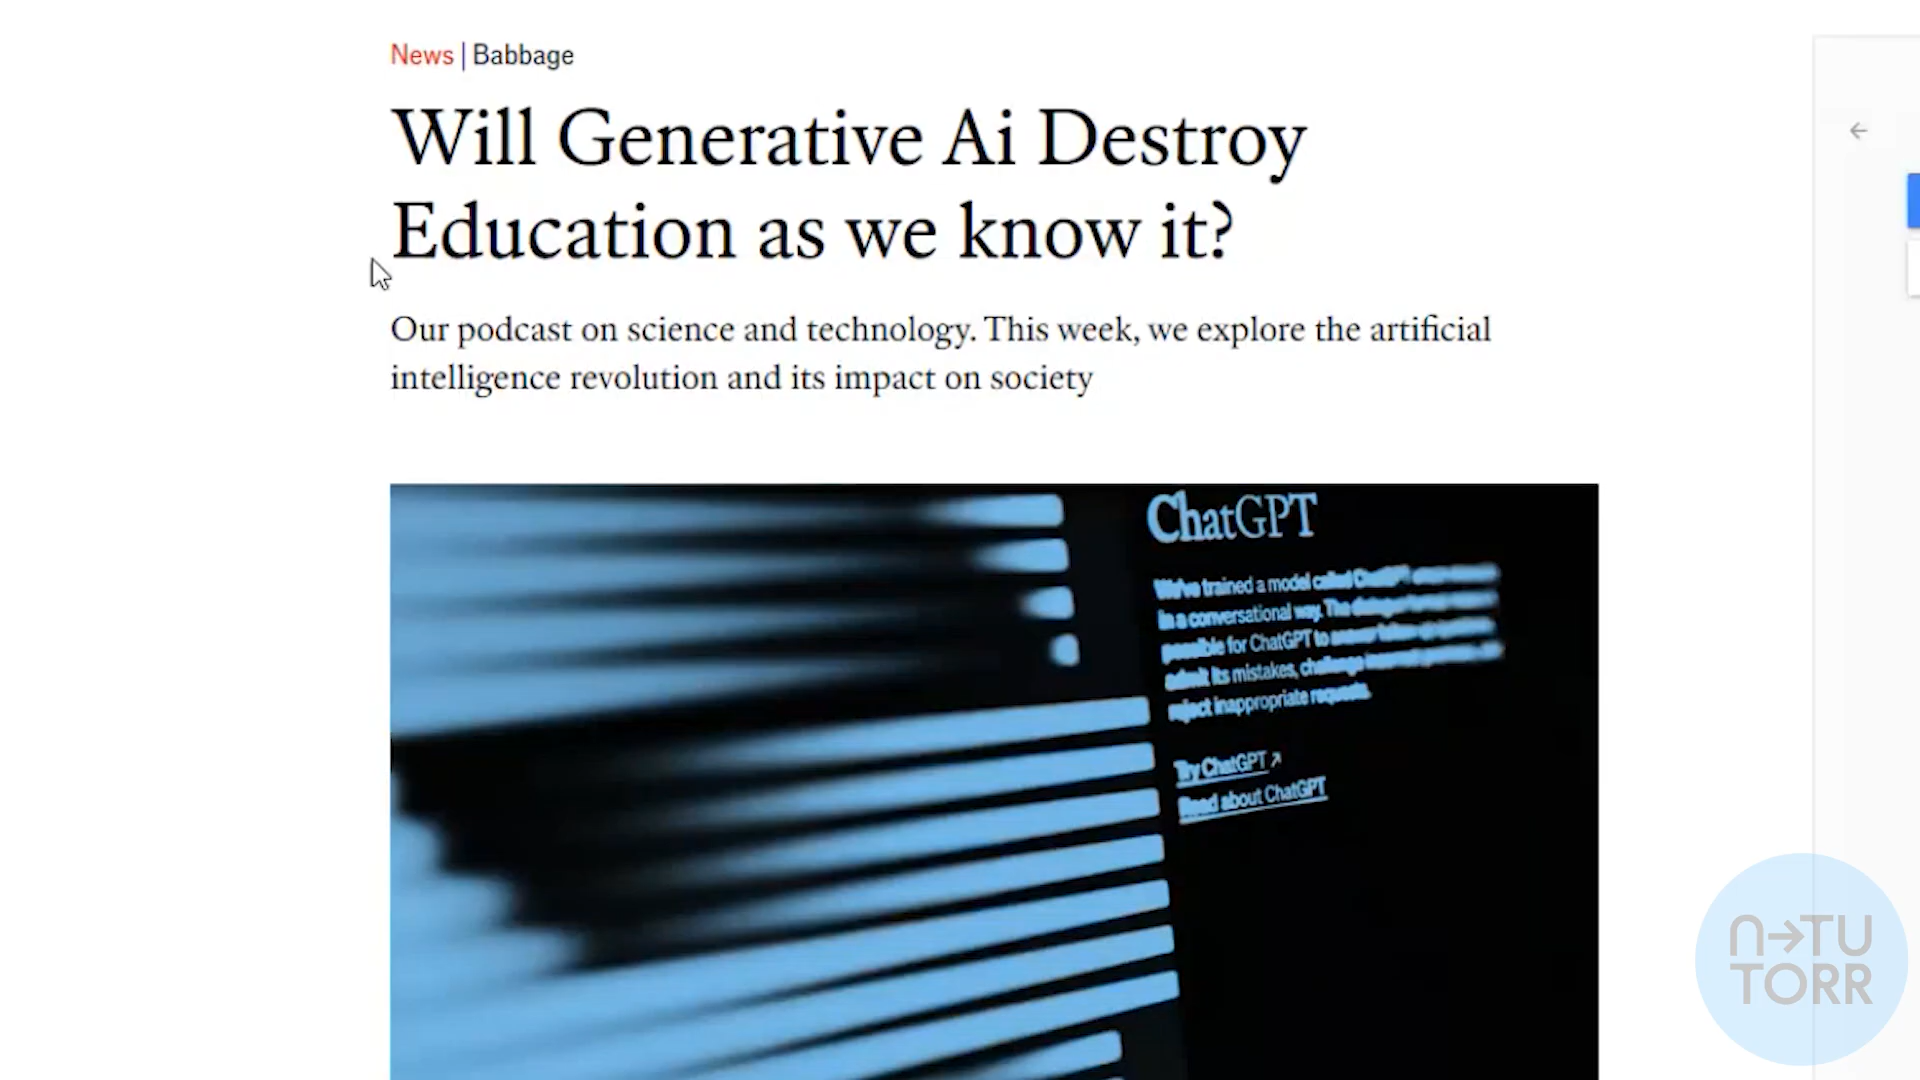 News | Babbage
Will Generative Ai Destroy
Education as we know it?
Our podcast on science and technology. This week, we explore the artificial
intelligence revolution and its impact on society
ChatGPT
We've trained a model called ChatGPT
in a conversational way. The
possible for ChatGPT to
admit its mistakes, challenge
reject inappropriate requests.
Try ChatGPT ↗
Read about ChatGPT
n→TU
TORR